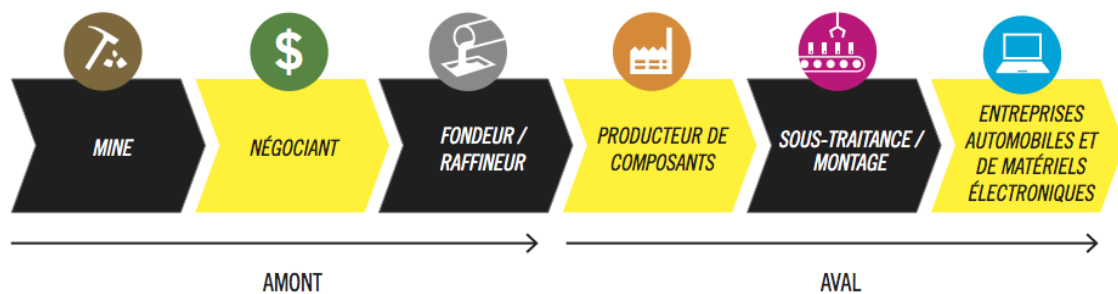 $
MINE
NÉGOCIANT
FONDEUR /
RAFFINEUR
PRODUCTEUR DE
COMPOSANTS
SOUS-TRAITANCE /
MONTAGE
ENTREPRISES
AUTOMOBILES ET
DE MATÉRIELS
ÉLECTRONIQUES
AMONT
AVAL